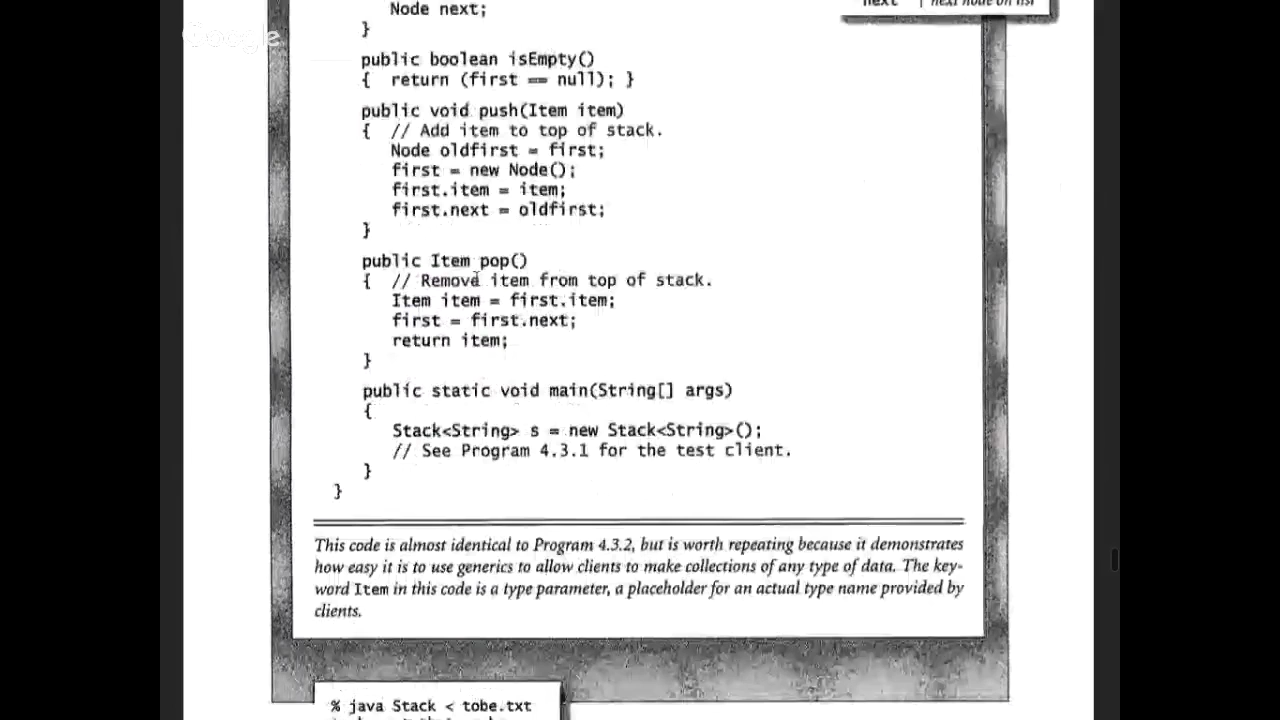 Google
Node next;
next | next node on list
}
public boolean isEmpty()
{ return (first == null); }
public void push(Item item)
{ // Add item to top of stack.
Node oldfirst = first;
first = new Node();
first.item = item;
first.next = oldfirst;
}
public Item pop()
{ // Remove item from top of stack.
Item item = first.item;
first = first.next;
return item;
}
public static void main(String[] args)
{
Stack<String> s = new Stack<String>();
// See Program 4.3.1 for the test client.
}
}
This code is almost identical to Program 4.3.2, but is worth repeating because it demonstrates
how easy it is to use generics to allow clients to make collections of any type of data. The key-
word Item in this code is a type parameter, a placeholder for an actual type name provided by
clients.
% java Stack < tobe.txt